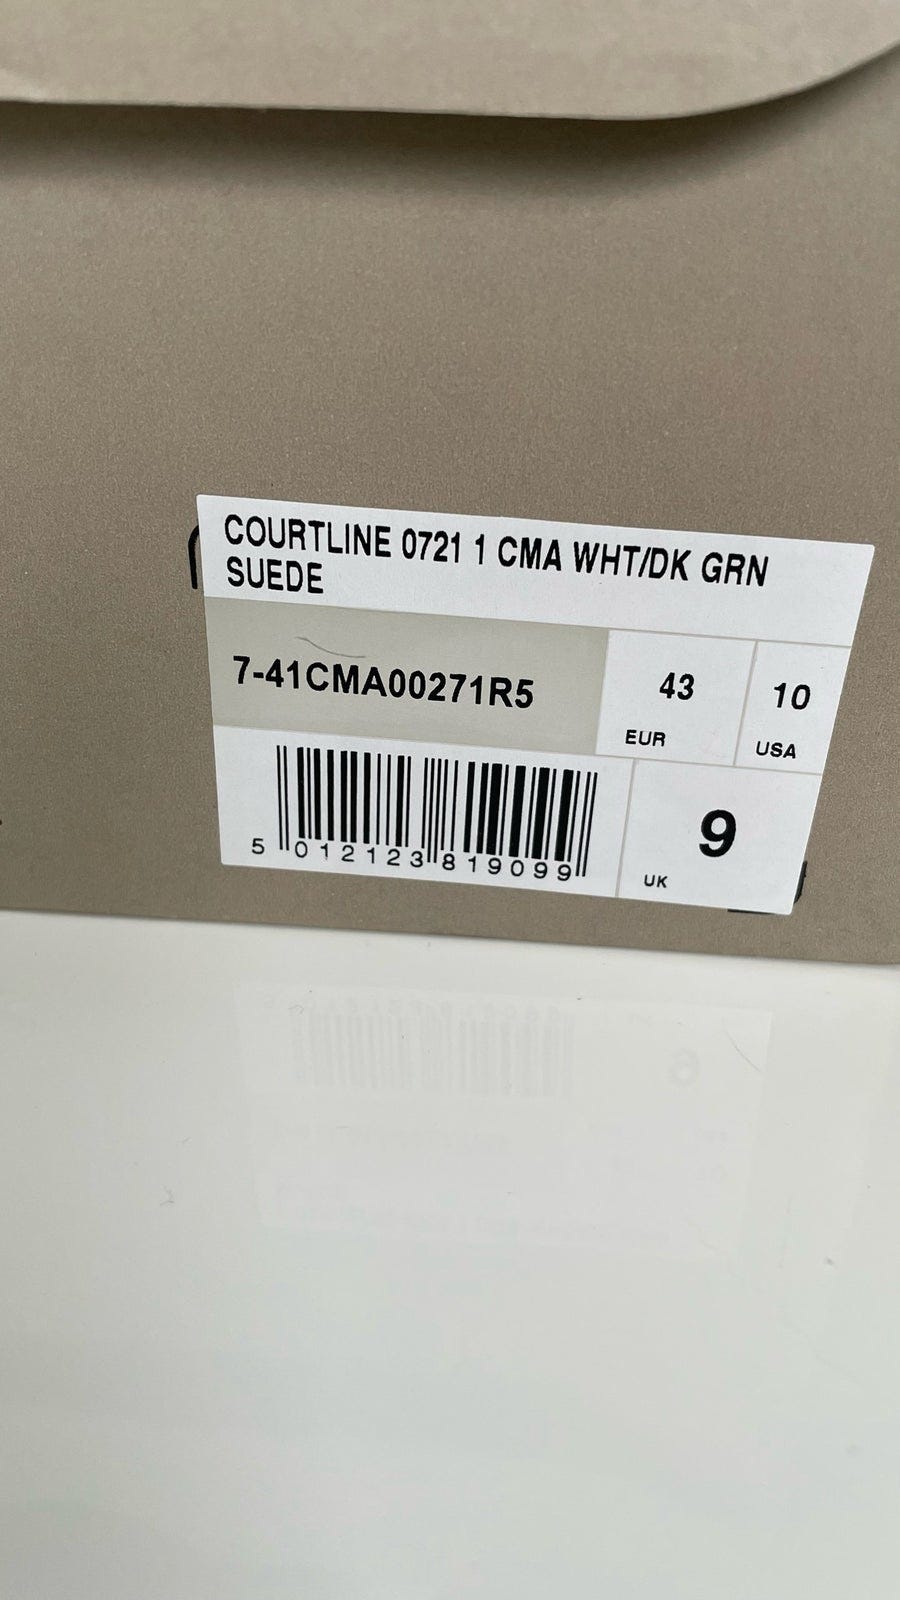 COURTLINE 0721 1 CMA WHT/DK GRN
SUEDE
7-41CMA00271R5
43
EUR
10
USA
5 012123 819099
9
UK